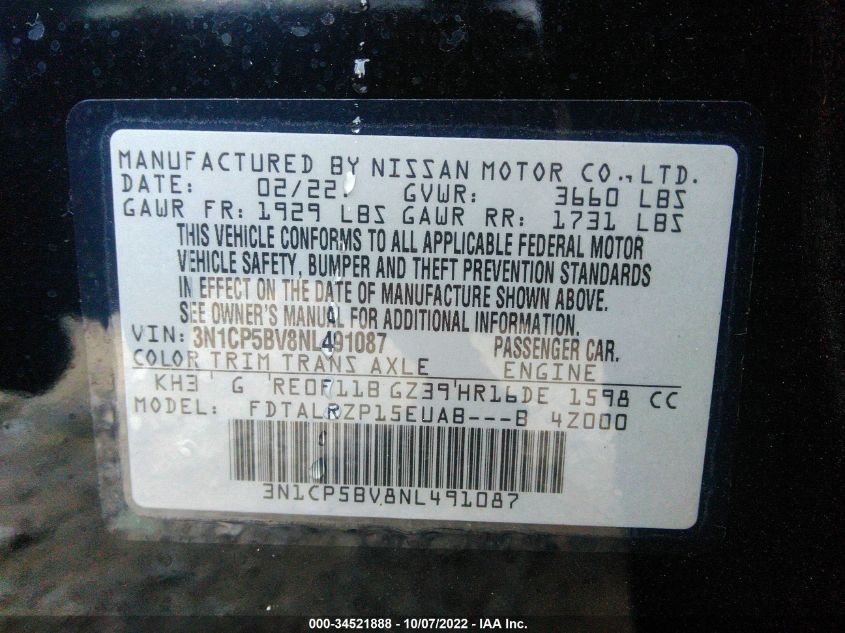 MANUFACTURED BY NISSAN MOTOR CO., LTD.
DATE: 02/22 GVWR: 3660 LBS
GAWR FR: 1929 LBS GAWR RR: 1731 LBS
THIS VEHICLE CONFORMS TO ALL APPLICABLE FEDERAL MOTOR
VEHICLE SAFETY, BUMPER AND THEFT PREVENTION STANDARDS
IN EFFECT ON THE DATE OF MANUFACTURE SHOWN ABOVE.
SEE OWNER'S MANUAL FOR ADDITIONAL INFORMATION.
VIN: 3N1CP5BV8NL491087 PASSENGER CAR.
COLOR TRIM TRANS AXLE ENGINE
KH3 G RE0F11B GZ39 HR16DE 1598 CC
MODEL: FDTALRZP15EUAB---B 4Z000
3N1CP5BV8NL491087
000-34521888 - 10/07/2022 - IAA Inc.